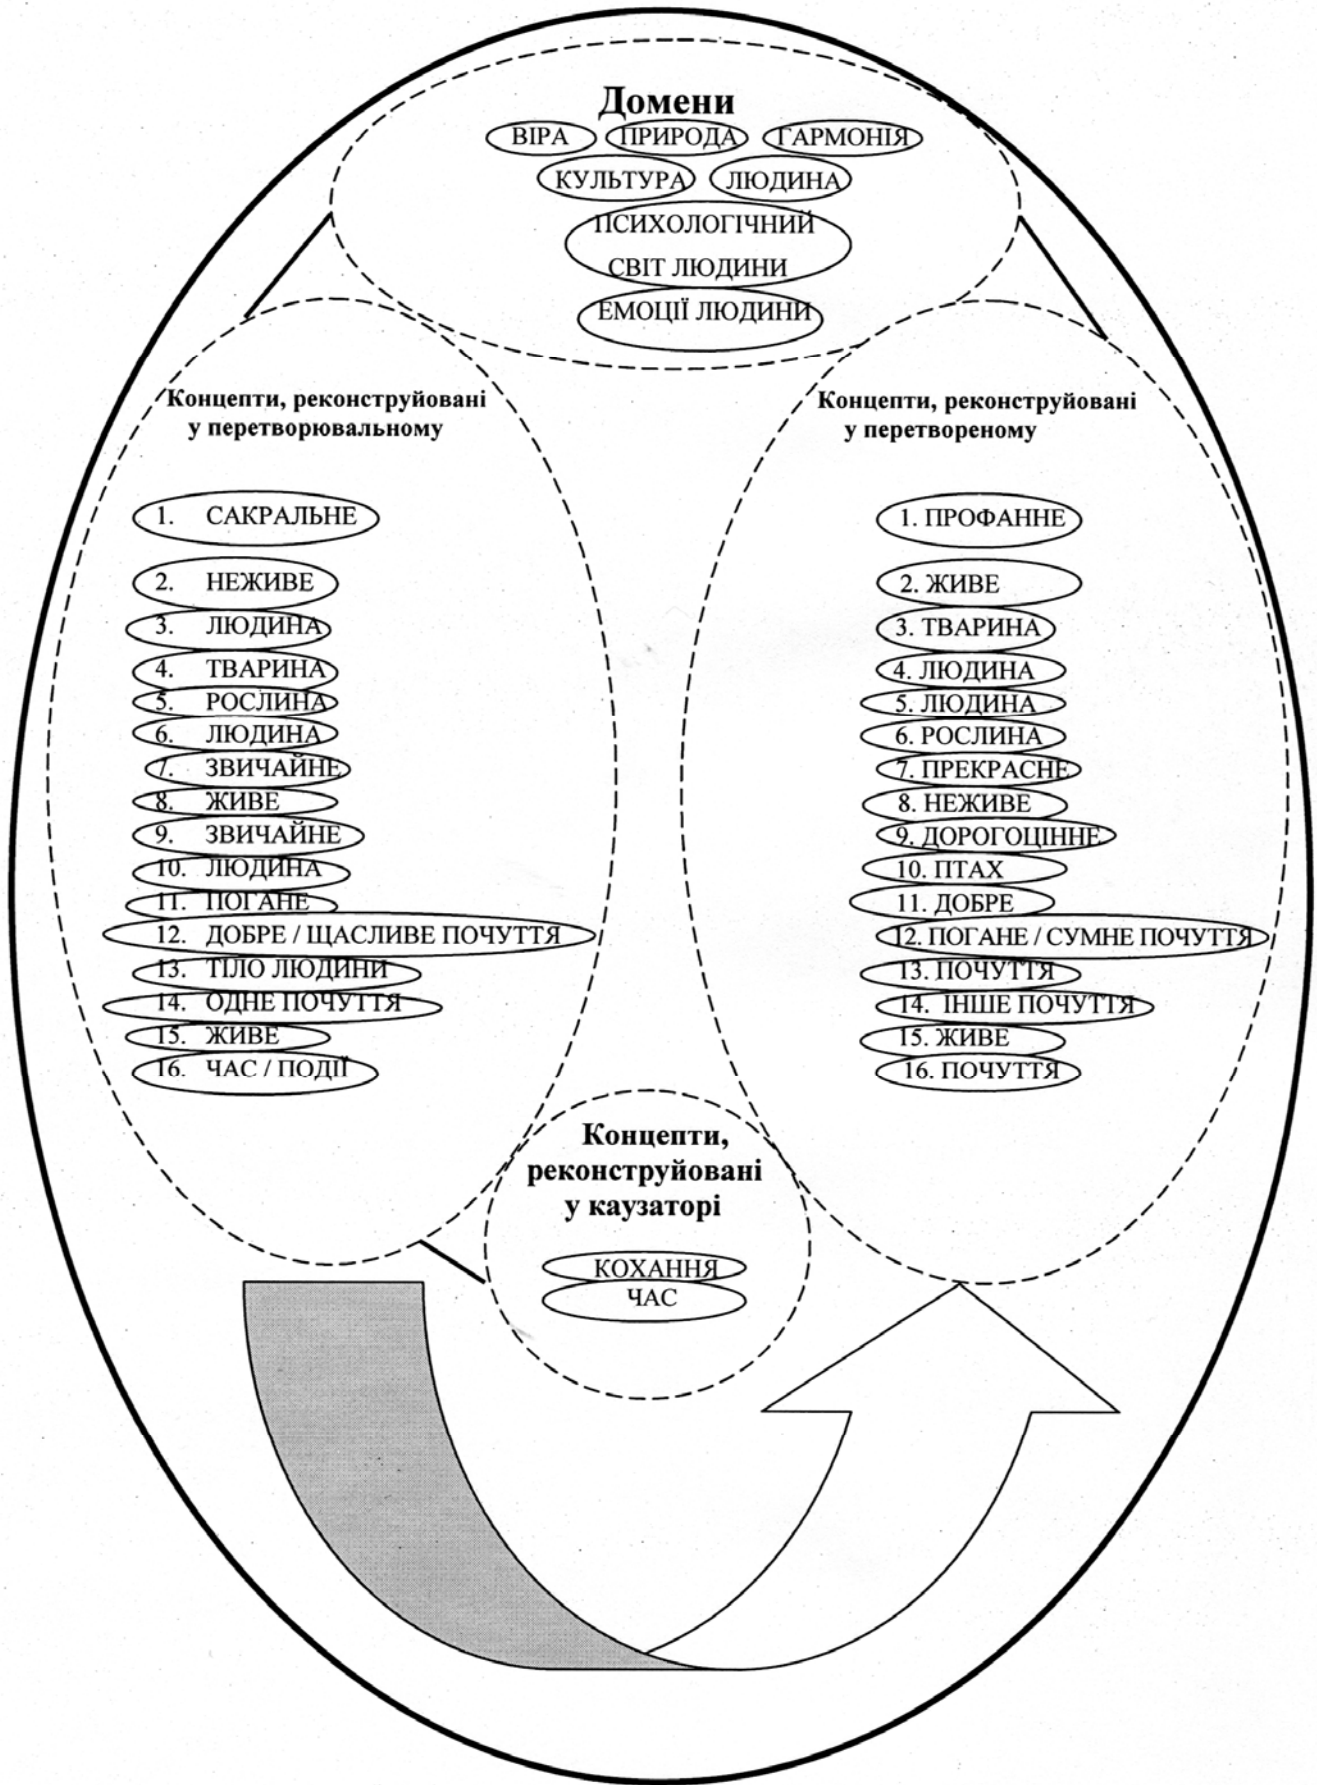 Домени
ВІРА ПРИРОДА ГАРМОНІЯ
КУЛЬТУРА ЛЮДИНА
ПСИХОЛОГІЧНИЙ
СВІТ ЛЮДИНИ
ЕМОЦІЇ ЛЮДИНИ
Концепти, реконструйовані
у перетворювальному
1. САКРАЛЬНЕ
2. НЕЖИВЕ
3. ЛЮДИНА
4. ТВАРИНА
5. РОСЛИНА
6. ЛЮДИНА
7. ЗВИЧАЙНЕ
8. ЖИВЕ
9. ЗВИЧАЙНЕ
10. ЛЮДИНА
11. ПОГАНЕ
12. ДОБРЕ / ЩАСЛИВЕ ПОЧУТТЯ
13. ТІЛО ЛЮДИНИ
14. ОДНЕ ПОЧУТТЯ
15. ЖИВЕ
16. ЧАС / ПОДІЇ
Концепти, реконструйовані
у перетвореному
1. ПРОФАННЕ
2. ЖИВЕ
3. ТВАРИНА
4. ЛЮДИНА
5. ЛЮДИНА
6. РОСЛИНА
7. ПРЕКРАСНЕ
8. НЕЖИВЕ
9. ДОРОГОЦІННЕ
10. ПТАХ
11. ДОБРЕ
12. ПОГАНЕ / СУМНЕ ПОЧУТТЯ
13. ПОЧУТТЯ
14. ІНШЕ ПОЧУТТЯ
15. ЖИВЕ
16. ПОЧУТТЯ
Концепти,
реконструйовані
у каузаторі
КОХАННЯ
ЧАС